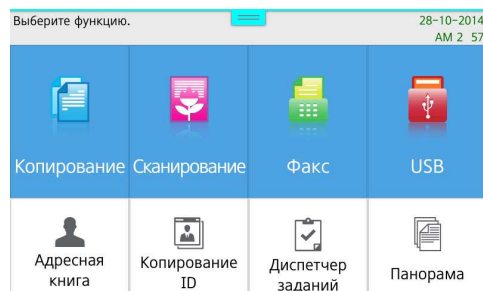 Выберите функцию.
28-10-2014
AM 2 57
Копирование Сканирование Факс USB
Адресная книга
Копирование ID
Диспетчер заданий
Панорама